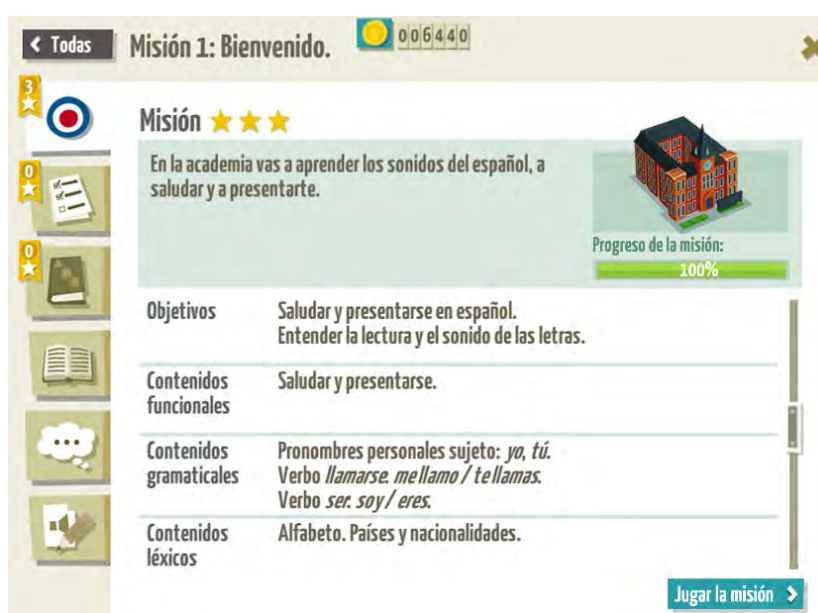 Todas
Misión 1: Bienvenido.
006440
3
0
0
Misión
En la academia vas a aprender los sonidos del español, a
saludar y a presentarte.
Progreso de la misión:
100%
Objetivos
Saludar y presentarse en español.
Entender la lectura y el sonido de las letras.
Contenidos
funcionales
Saludar y presentarse.
Contenidos
gramaticales
Pronombres personales sujeto: yo, tú.
Verbo llamarse: me llamo / te llamas.
Verbo ser: soy / eres.
Contenidos
léxicos
Alfabeto. Países y nacionalidades.
Jugar la misión